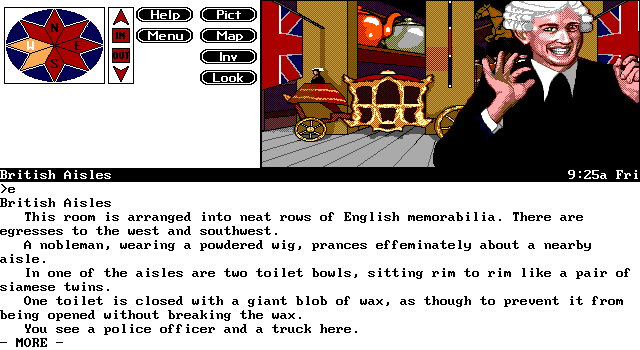 N
W E
S
IN
OUT
Help
Menu
Pict
Map
Inv
Look
British Aisles 9:25a Fri
>e
British Aisles
This room is arranged into neat rows of English memorabilia. There are
egresses to the west and southwest.
A nobleman, wearing a powdered wig, prances effeminately about a nearby
aisle.
In one of the aisles are two toilet bowls, sitting rim to rim like a pair of
siamese twins.
One toilet is closed with a giant blob of wax, as though to prevent it from
being opened without breaking the wax.
You see a police officer and a truck here.
- MORE -